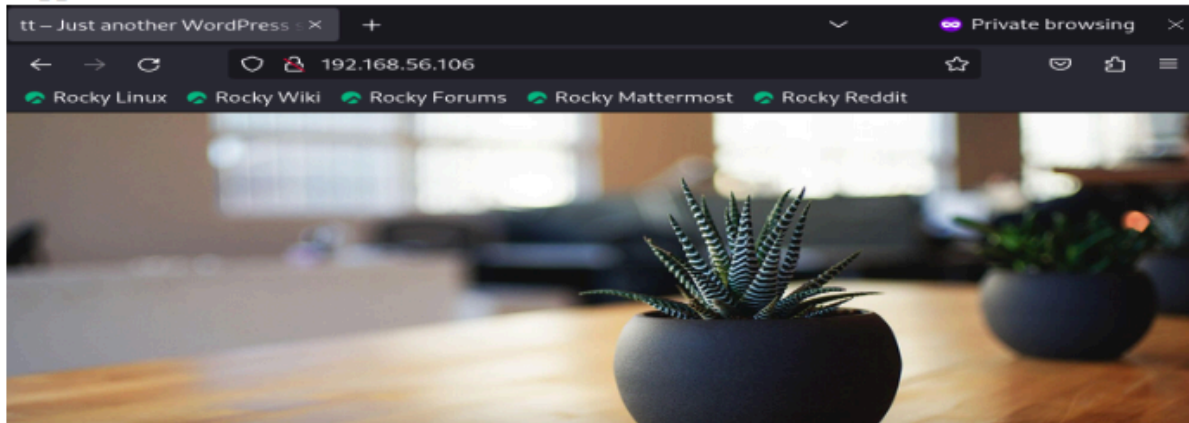 tt – Just another WordPress s
Private browsing
192.168.56.106
Rocky Linux Rocky Wiki Rocky Forums Rocky Mattermost Rocky Reddit